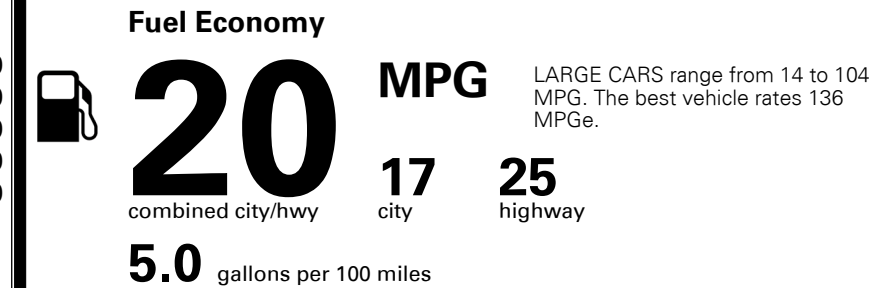 Fuel Economy
20 MPG
LARGE CARS range from 14 to 104
MPG. The best vehicle rates 136
MPGe.
17 25
combined city/hwy city highway
5.0 gallons per 100 miles